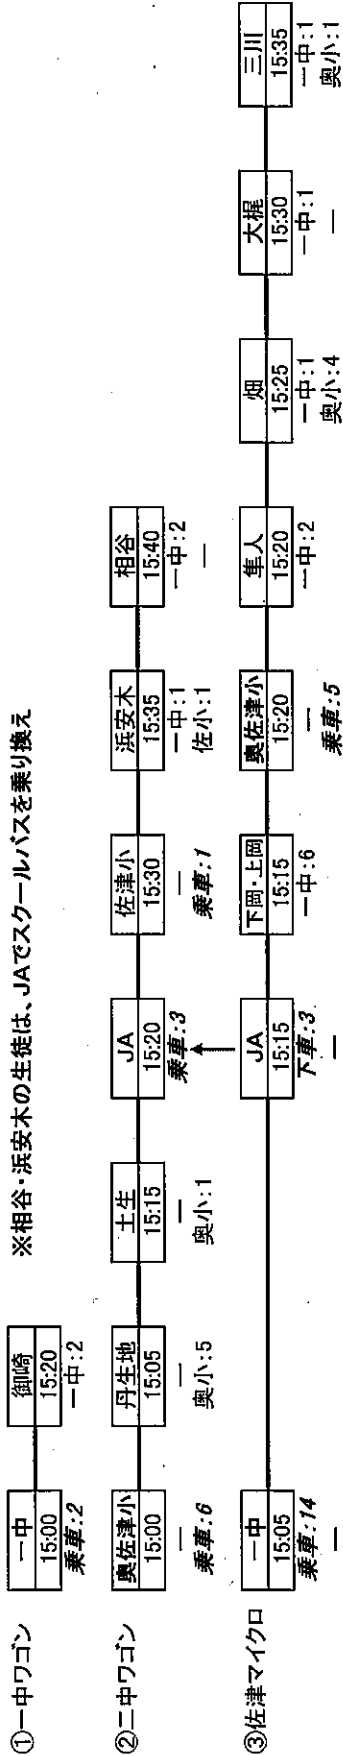 ※相谷・浜安木の生徒は、JAでスクールバスを乗り換え
①一中ワゴン
一中
15:00
乗車:2
御崎
15:20
一中:2
②二中ワゴン
奥佐津小
15:00
―
乗車:6
丹生地
15:05
―
奥小:5
土生
15:15
―
奥小:1
JA
15:20
乗車:3
佐津小
15:30
―
乗車:1
浜安木
15:35
一中:1
佐小:1
相谷
15:40
一中:2
―
③佐津マイクロ
一中
15:05
乗車:14
―
JA
15:15
下車:3
―
下岡・上岡
15:15
一中:6
奥佐津小
15:20
―
乗車:5
隼人
15:20
一中:2
畑
15:25
一中:1
奥小:4
大梶
15:30
一中:1
―
三川
15:35
一中:1
奥小:1